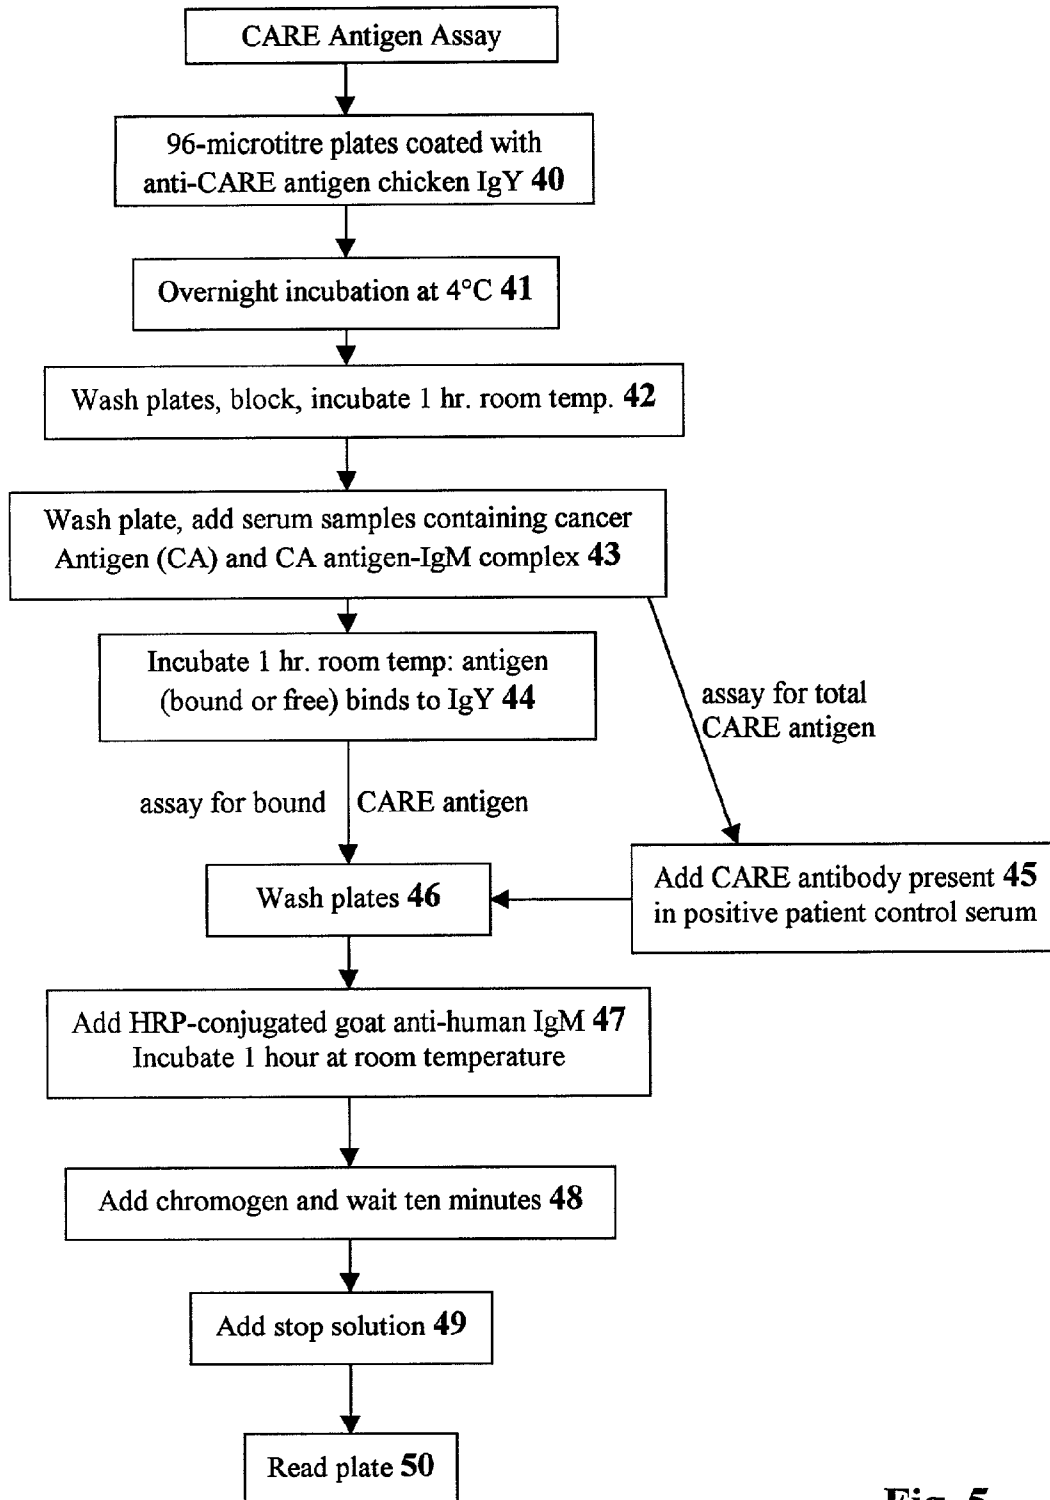 CARE Antigen Assay
96-microtitre plates coated with
anti-CARE antigen chicken IgY 40
Overnight incubation at 4°C 41
Wash plates, block, incubate 1 hr. room temp. 42
Wash plate, add serum samples containing cancer
Antigen (CA) and CA antigen-IgM complex 43
Incubate 1 hr. room temp: antigen
(bound or free) binds to IgY 44
assay for total
CARE antigen
assay for bound CARE antigen
Add CARE antibody present 45
in positive patient control serum
Wash plates 46
Add HRP-conjugated goat anti-human IgM 47
Incubate 1 hour at room temperature
Add chromogen and wait ten minutes 48
Add stop solution 49
Read plate 50
Fig. 5